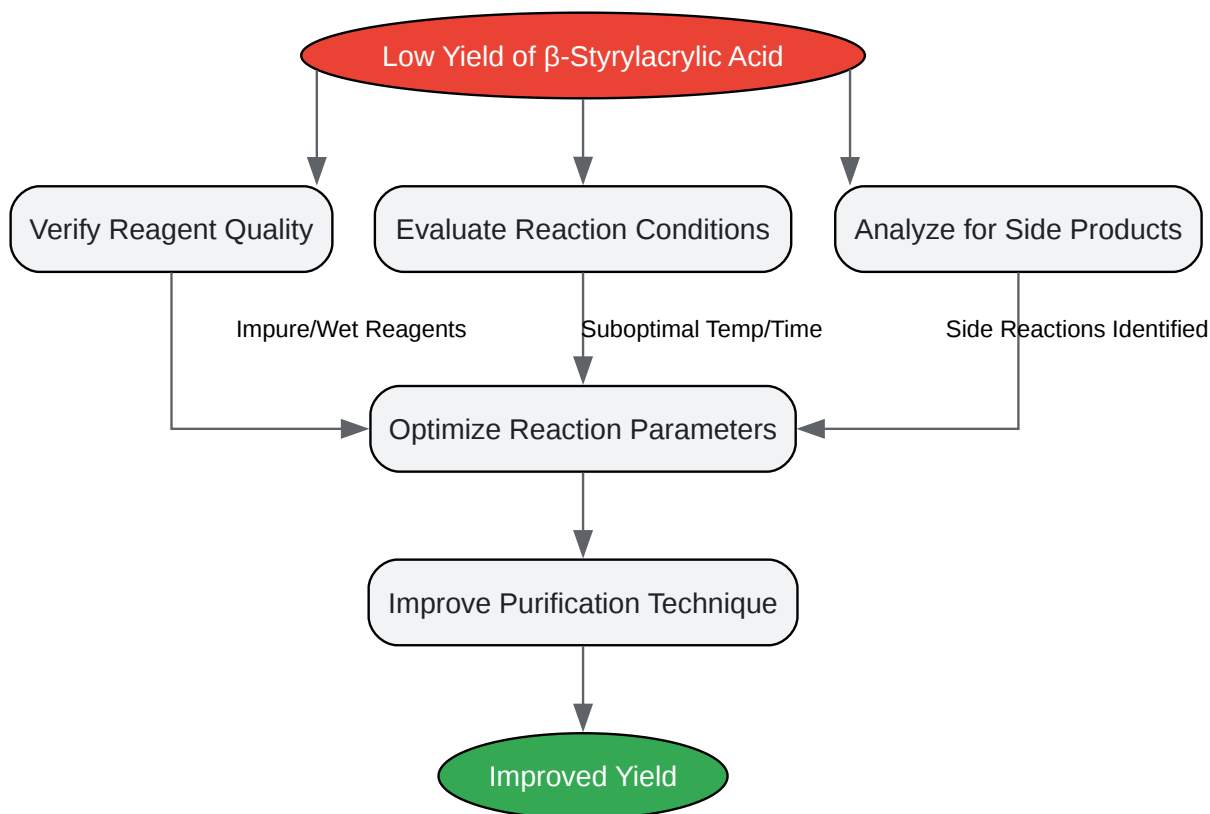 Low Yield of β-Styrylacrylic Acid
Verify Reagent Quality
Evaluate Reaction Conditions
Analyze for Side Products
Impure/Wet Reagents
Suboptimal Temp/Time
Side Reactions Identified
Optimize Reaction Parameters
Improve Purification Technique
Improved Yield